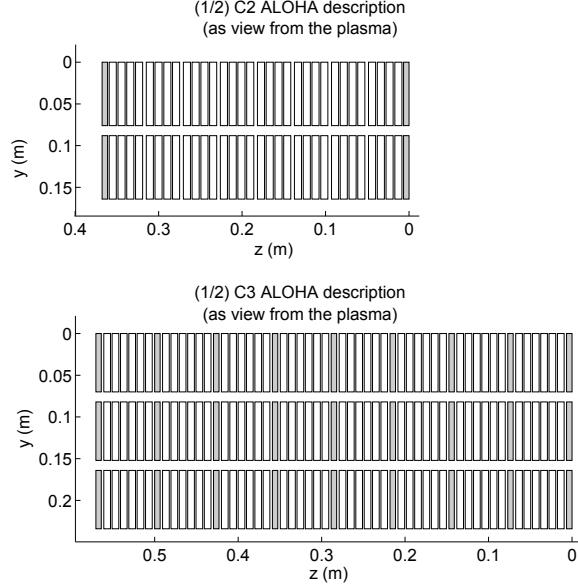 (1/2) C2 ALOHA description
(as view from the plasma)
0
0.05
0.1
0.15
y (m)
0.4
0.3
0.2
0.1
0
z (m)
(1/2) C3 ALOHA description
(as view from the plasma)
0
0.05
0.1
0.15
0.2
y (m)
0.5
0.4
0.3
0.2
0.1
0
z (m)